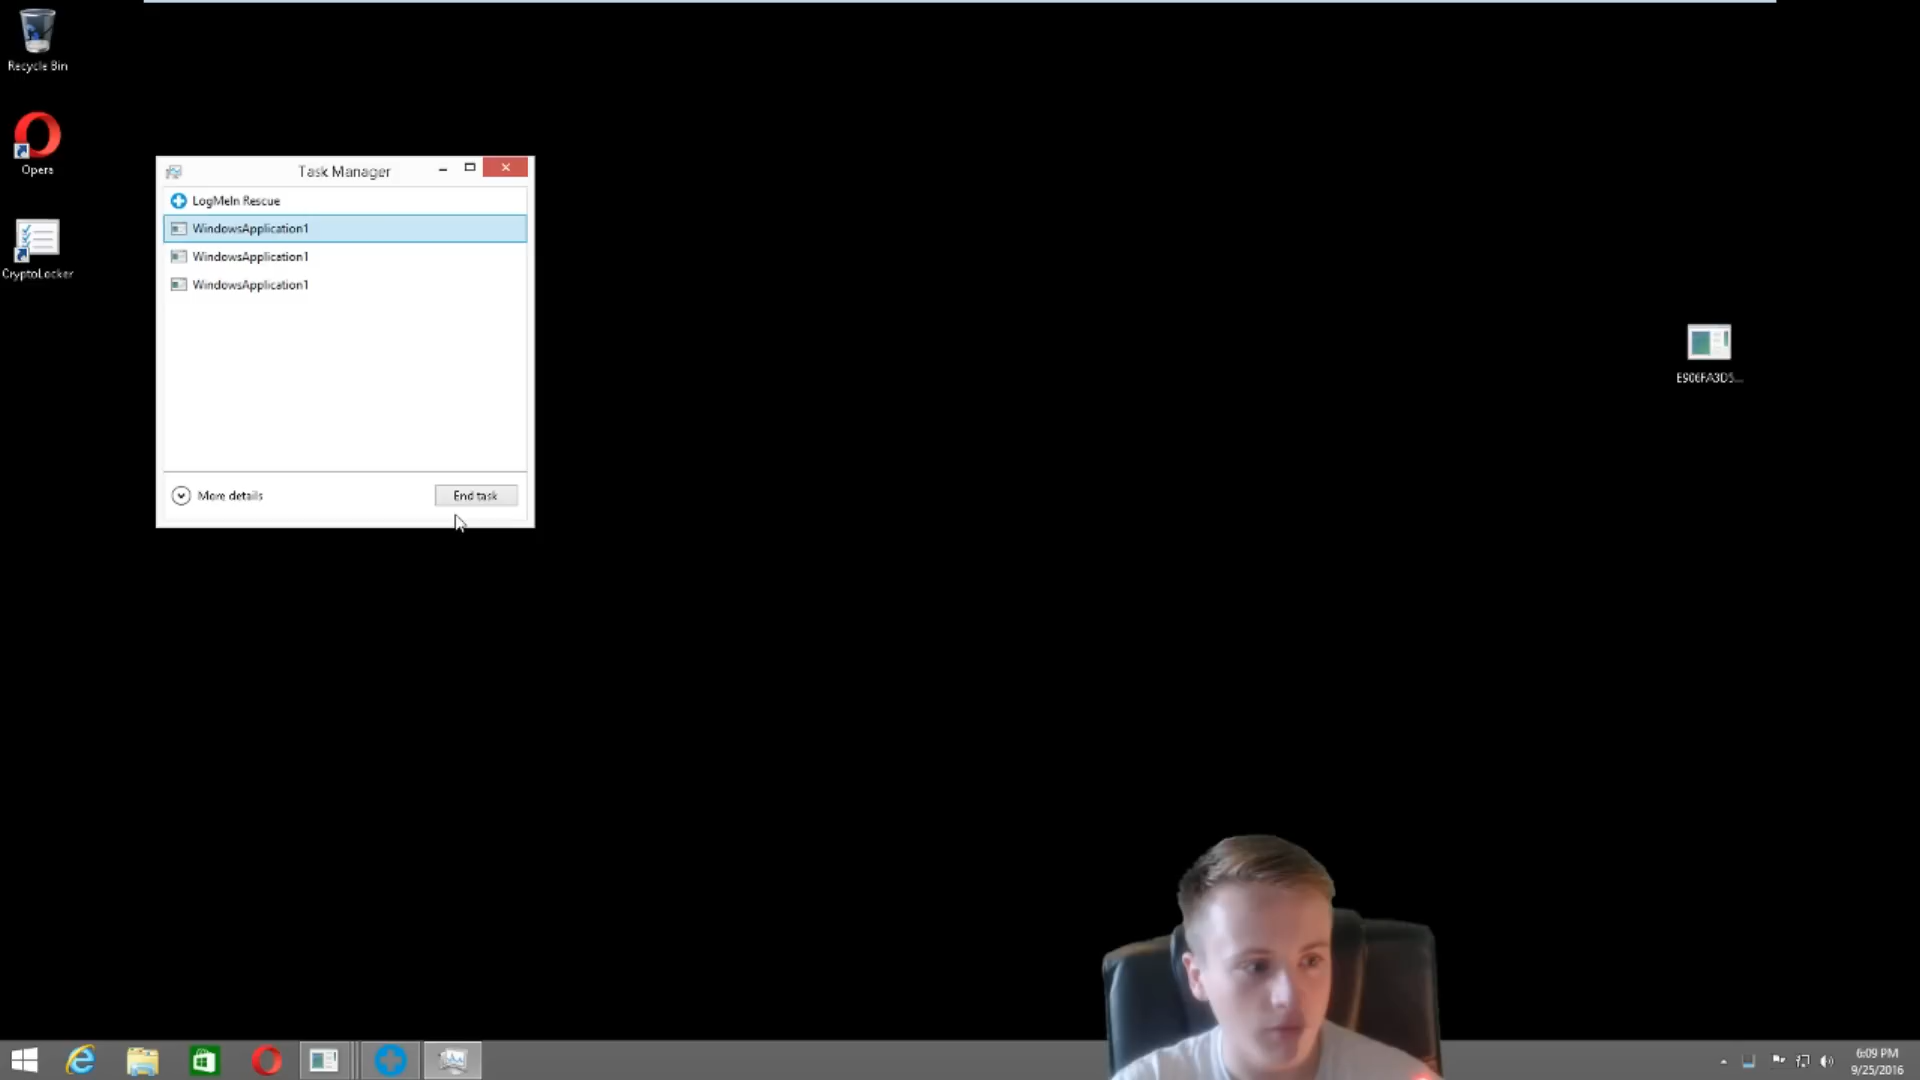 Recycle Bin
Opera
CryptoLocker
Task Manager
LogMeIn Rescue
WindowsApplication1
WindowsApplication1
WindowsApplication1
More details
End task
E906FA3D5...
6:09 PM
9/25/2016